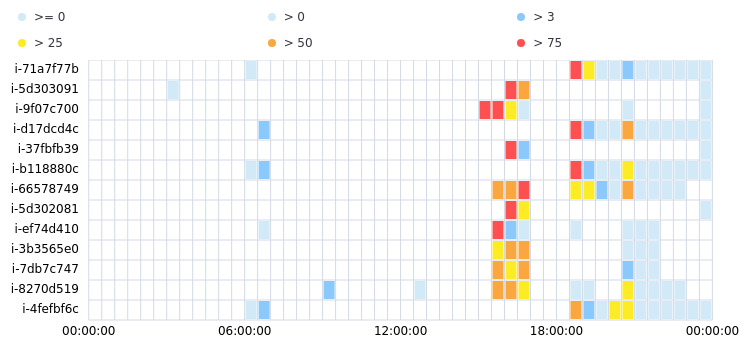 >= 0 > 0 > 3
> 25 > 50 > 75
i-71a7f77b
i-5d303091
i-9f07c700
i-d17dcd4c
i-37fbfb39
i-b118880c
i-66578749
i-5d302081
i-ef74d410
i-3b3565e0
i-7db7c747
i-8270d519
i-4fefbf6c
00:00:00 06:00:00 12:00:00 18:00:00 00:00:00